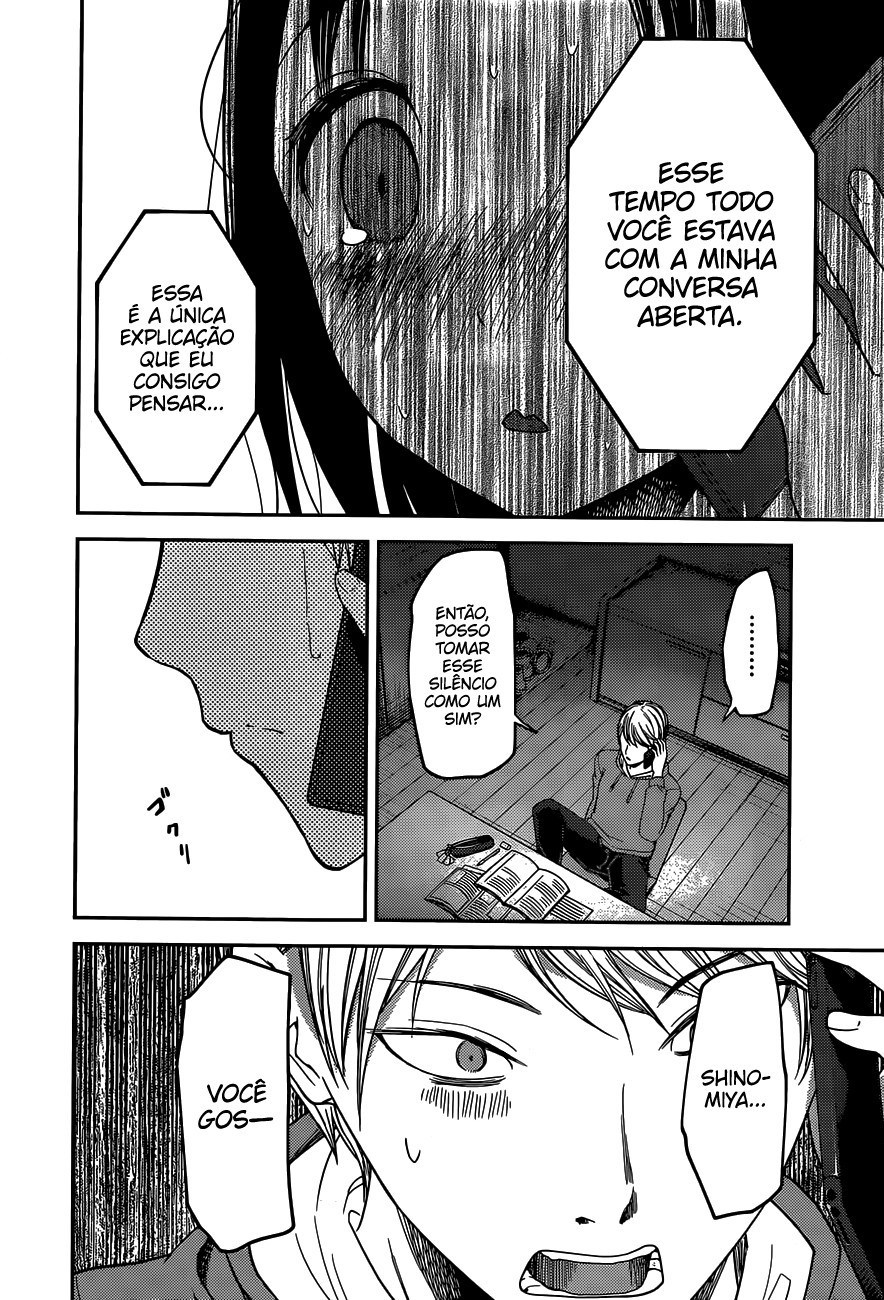 ESSE
TEMPO TODO
VOCÊ ESTAVA
COM A MINHA
CONVERSA
ABERTA.
ESSA
É A ÚNICA
EXPLICAÇÃO
QUE EU
CONSIGO
PENSAR...
.........
ENTÃO,
POSSO
TOMAR
ESSE
SILÊNCIO
COMO UM
SIM?
ゴクリ
SHINO-
MIYA...
VOCÊ
GOS—